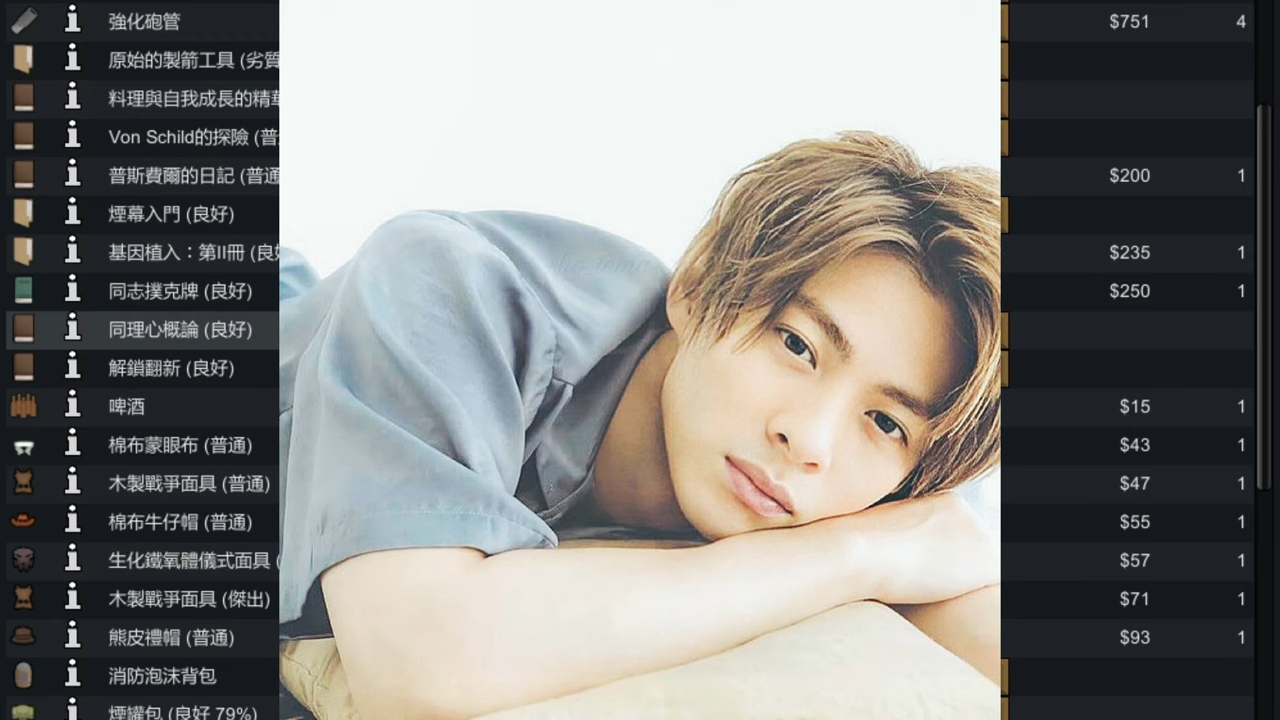 強化砲管 $751 4
原始的製箭工具 (劣質
料理與自我成長的精華
Von Schild的探險 (普
普斯費爾的日記 (普通 $200 1
煙幕入門 (良好)
基因植入：第II冊 (良好 $235 1
同志撲克牌 (良好) $250 1
同理心概論 (良好)
解鎖翻新 (良好)
啤酒 $15 1
棉布蒙眼布 (普通) $43 1
木製戰爭面具 (普通) $47 1
棉布牛仔帽 (普通) $55 1
生化鐵氧體儀式面具 ( $57 1
木製戰爭面具 (傑出) $71 1
熊皮禮帽 (普通) $93 1
消防泡沫背包
煙罐包 (良好 79%)